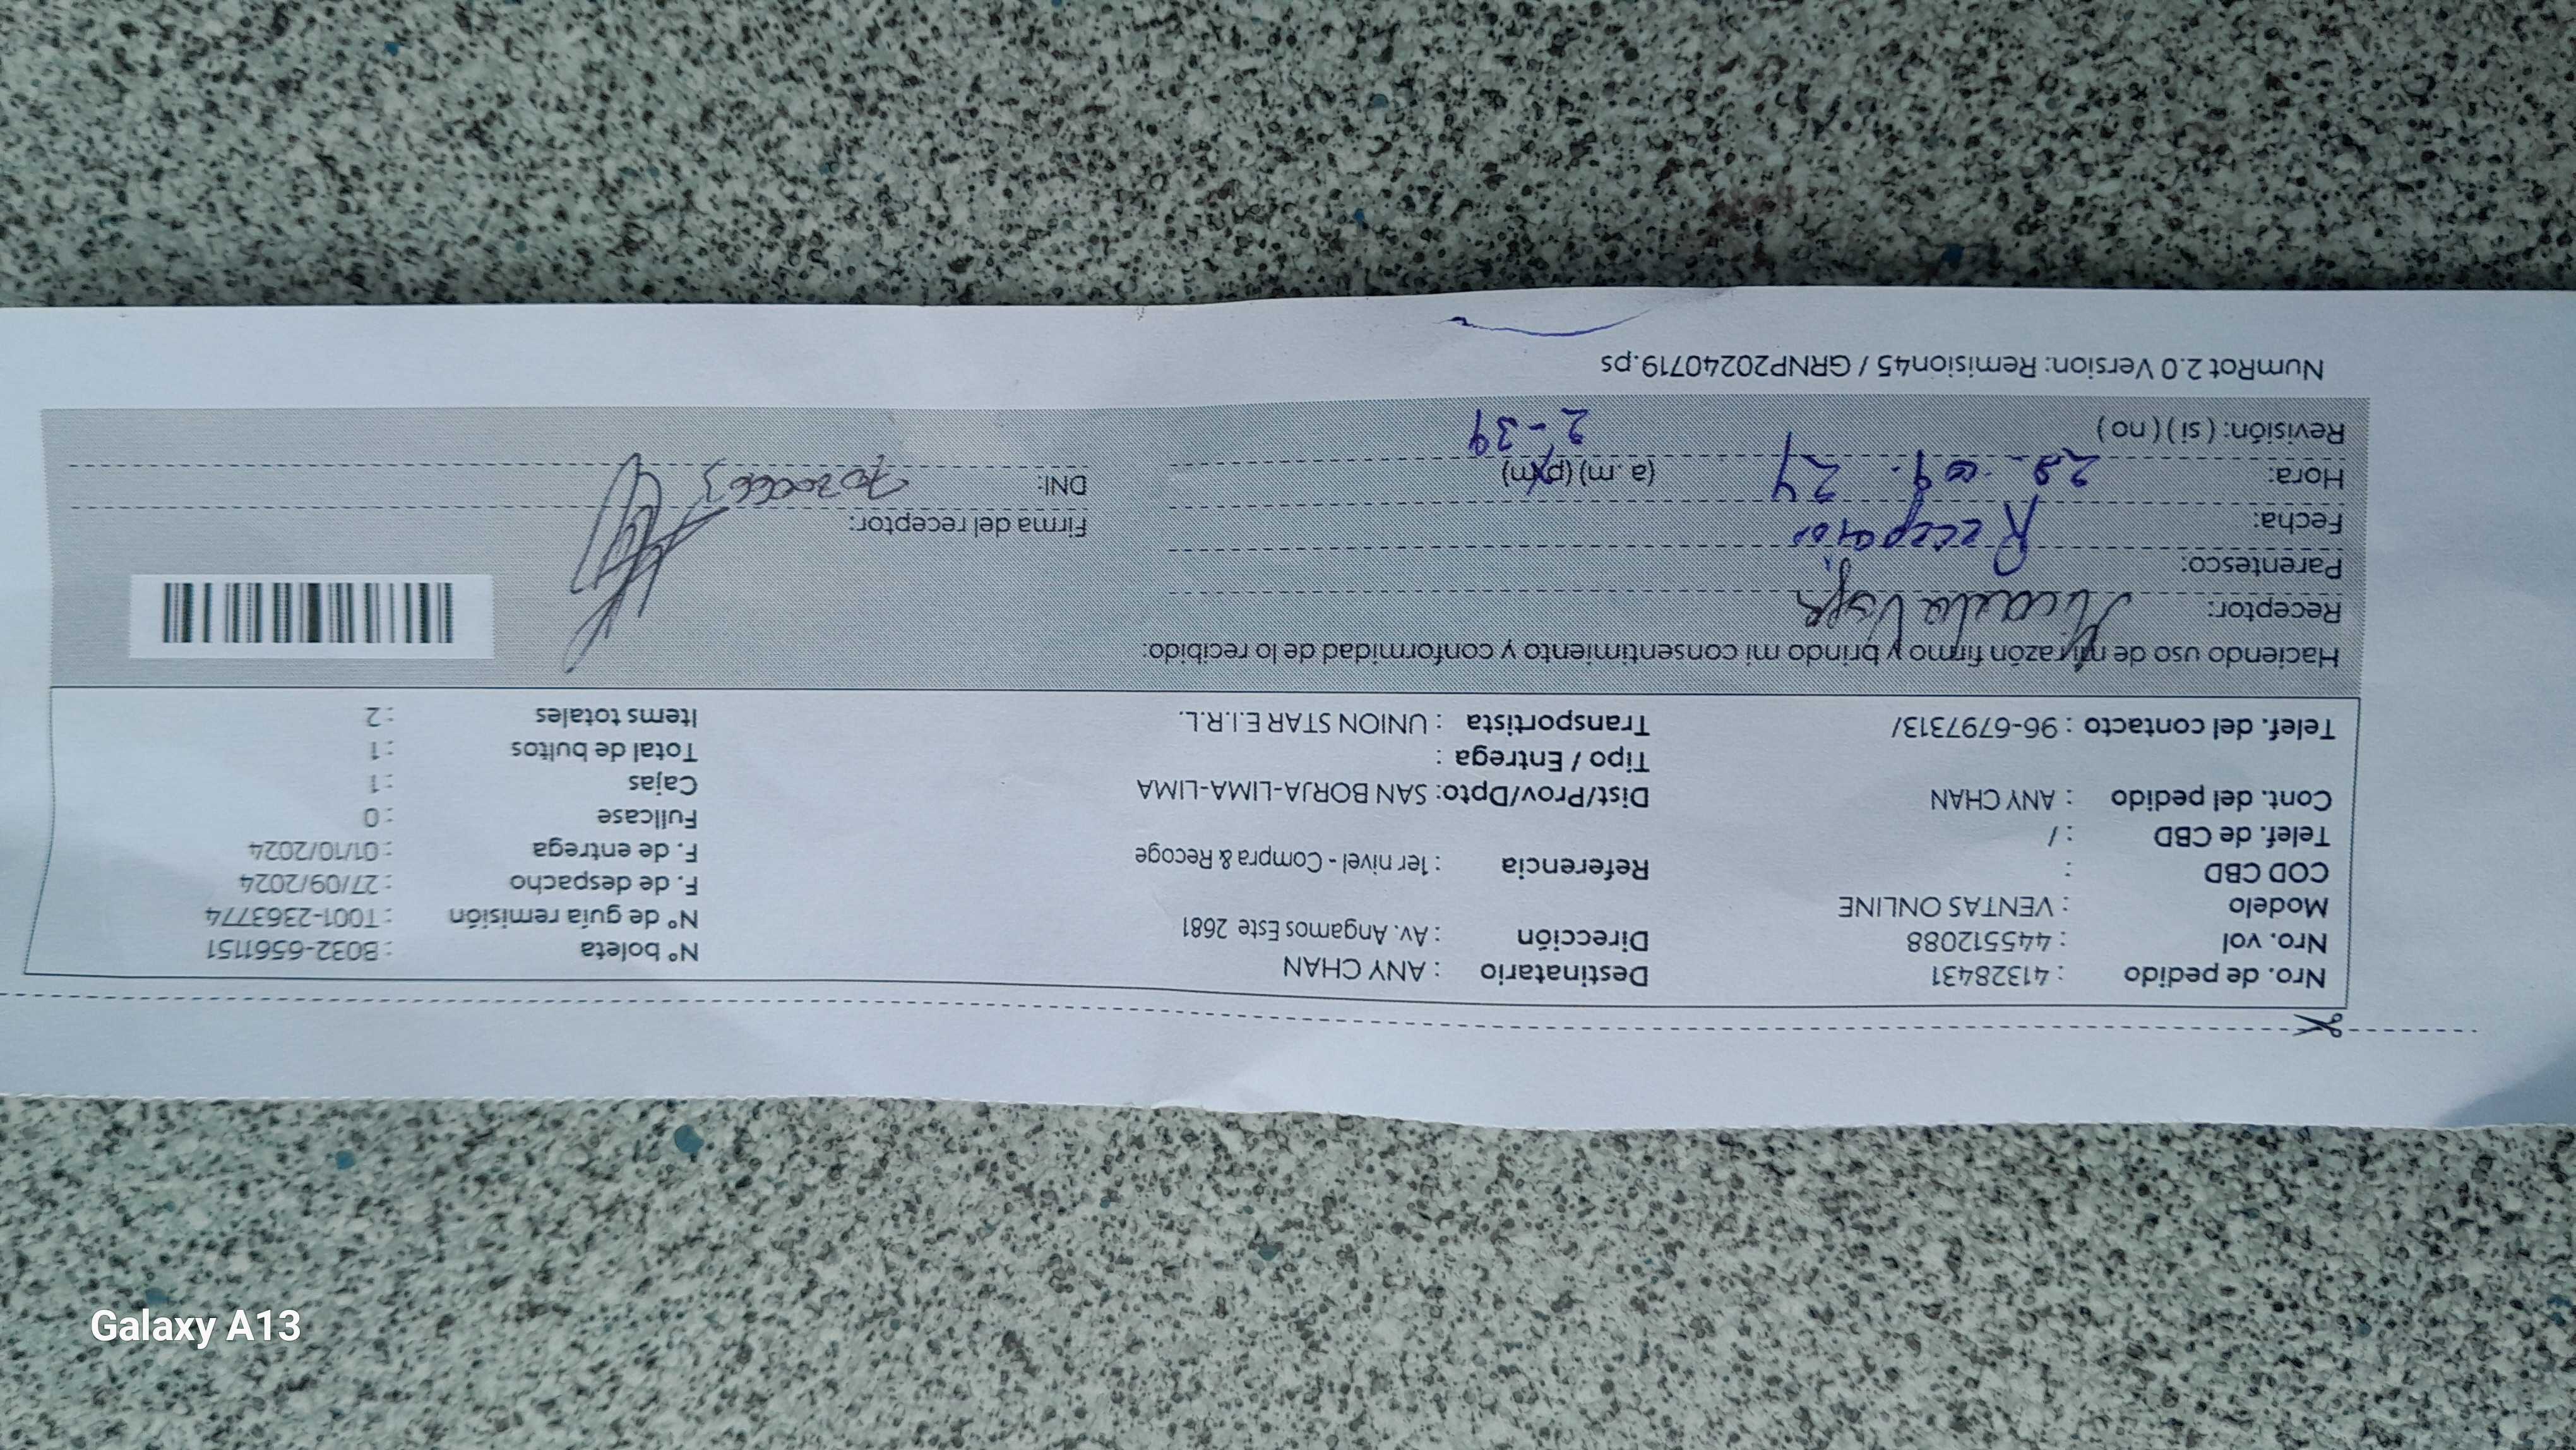 Nro. de pedido : 41328431
Nro. vol : 445512088
Modelo : VENTAS ONLINE
COD CBD :
Telef. de CBD : /
Cont. del pedido : ANY CHAN
Telef. del contacto : 96-6797313/
Destinatario : ANY CHAN
Dirección : Av. Angamos Este 2681
Referencia : 1er nivel - Compra & Recoge
Dist/Prov/Dpto: SAN BORJA-LIMA-LIMA
Tipo / Entrega :
Transportista : UNION STAR E.I.R.L.
N° boleta : B032-6561151
N° de guía remisión : T001-2363774
F. de despacho : 27/09/2024
F. de entrega : 01/10/2024
Fullcase : 0
Cajas : 1
Total de bultos : 1
Items totales : 2
Haciendo uso de mi razón firmo y brindo mi consentimiento y conformidad de lo recibido:
Receptor: Micaela
Parentesco:
Fecha: 24
Hora: (a. m) (p. m) 2-39
Revisión: ( si ) ( no )
Firma del receptor:
DNI:
NumRot 2.0 Version: Remision45 / GRNP20240719.ps
Galaxy A13